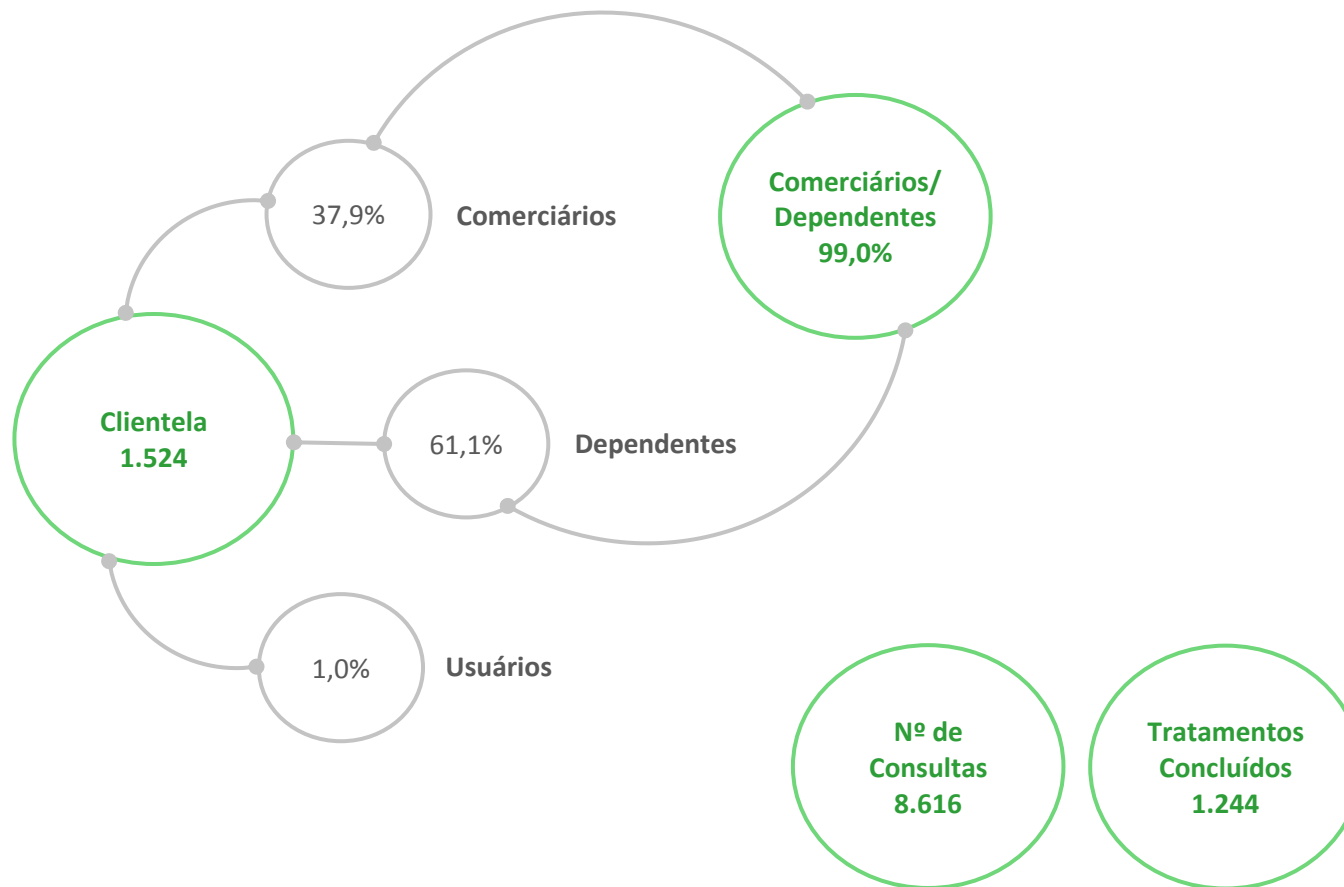 37,9%
Comerciários
Comerciários/
Dependentes
99,0%
Clientela
1.524
61,1%
Dependentes
1,0%
Usuários
Nº de
Consultas
8.616
Tratamentos
Concluídos
1.244